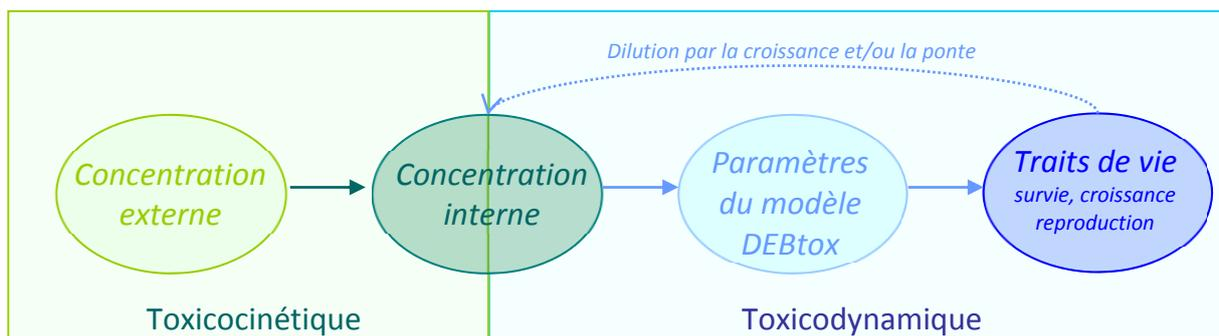 Dilution par la croissance et/ou la ponte
Concentration
externe
Concentration
interne
Paramètres
du modèle
DEBtox
Traits de vie
survie, croissance
reproduction
Toxicocinétique
Toxicodynamique